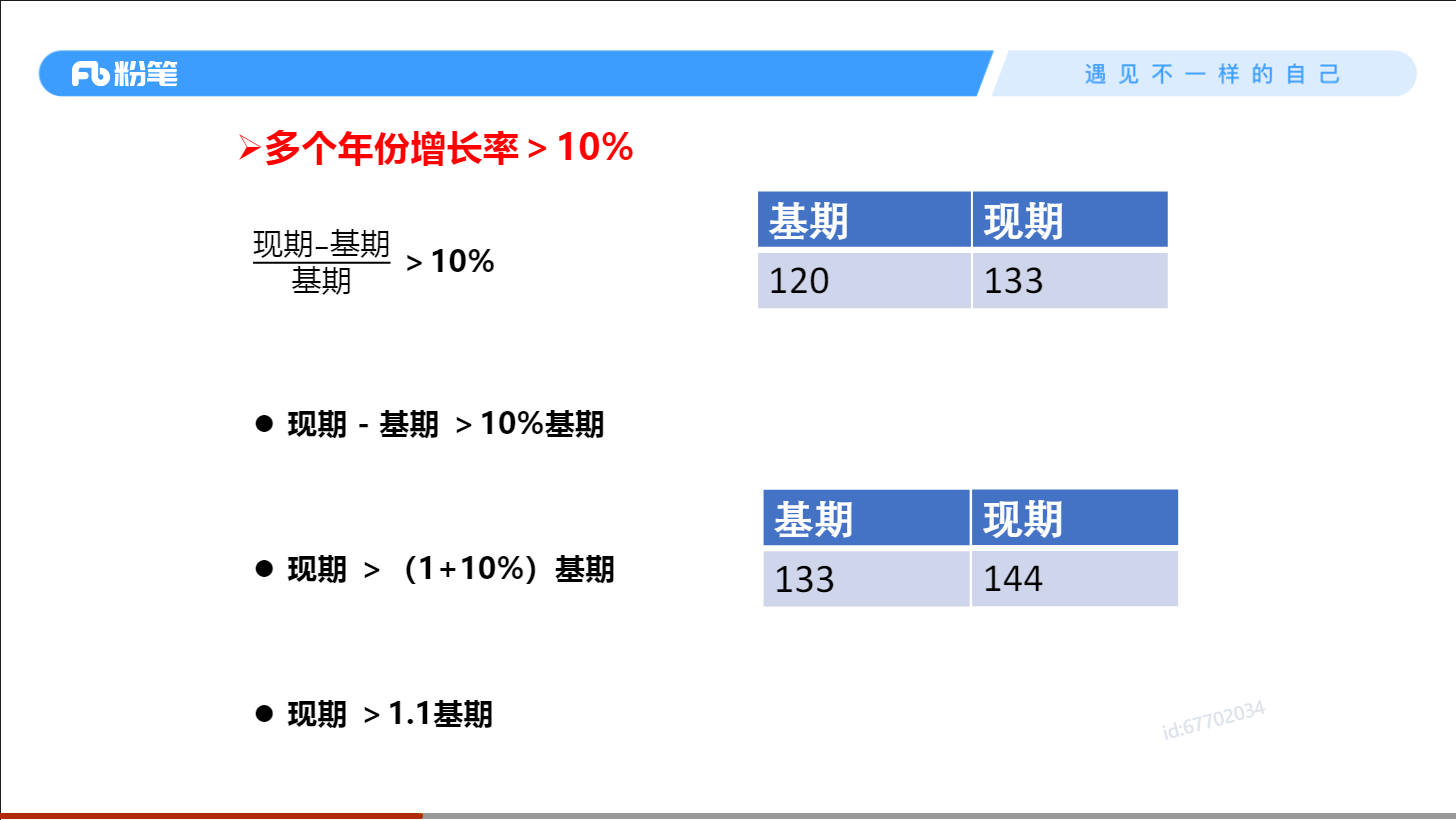 粉笔
遇见不一样的自己
➢多个年份增长率＞10%
现期−基期
基期
＞10%
基期 现期
120 133
● 现期 - 基期 ＞10%基期
● 现期 ＞（1+10%）基期
基期 现期
133 144
● 现期 ＞1.1基期
id:67702034